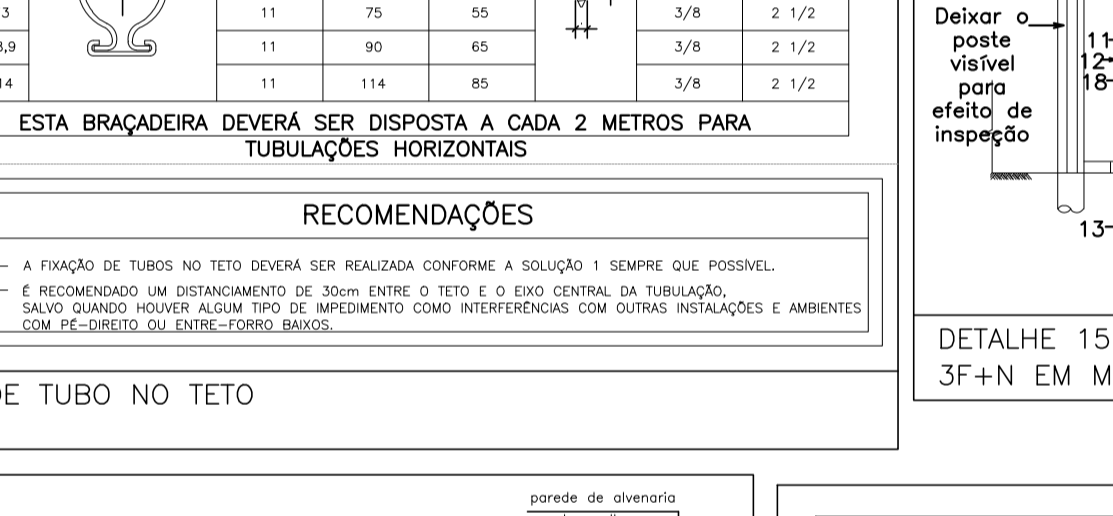 3
11 75 55 3/8 2 1/2
11 90 65 3/8 2 1/2
11 114 85 3/8 2 1/2
ESTA BRAÇADEIRA DEVERÁ SER DISPOSTA A CADA 2 METROS PARA
TUBULAÇÕES HORIZONTAIS
RECOMENDAÇÕES
– A FIXAÇÃO DE TUBOS NO TETO DEVERÁ SER REALIZADA CONFORME A SOLUÇÃO 1 SEMPRE QUE POSSÍVEL.
– É RECOMENDADO UM DISTANCIAMENTO DE 30cm ENTRE O TETO E O EIXO CENTRAL DA TUBULAÇÃO,
SALVO QUANDO HOUVER ALGUM TIPO DE IMPEDIMENTO COMO INTERFERÊNCIAS COM OUTRAS INSTALAÇÕES E AMBIENTES
COM PÉ–DIREITO OU ENTRE–FORRO BAIXOS.
DE TUBO NO TETO
Deixar o
poste
visível
para
efeito de
inspeção
11
12
18
13
DETALHE 15
3F+N EM M
parede de alvenaria